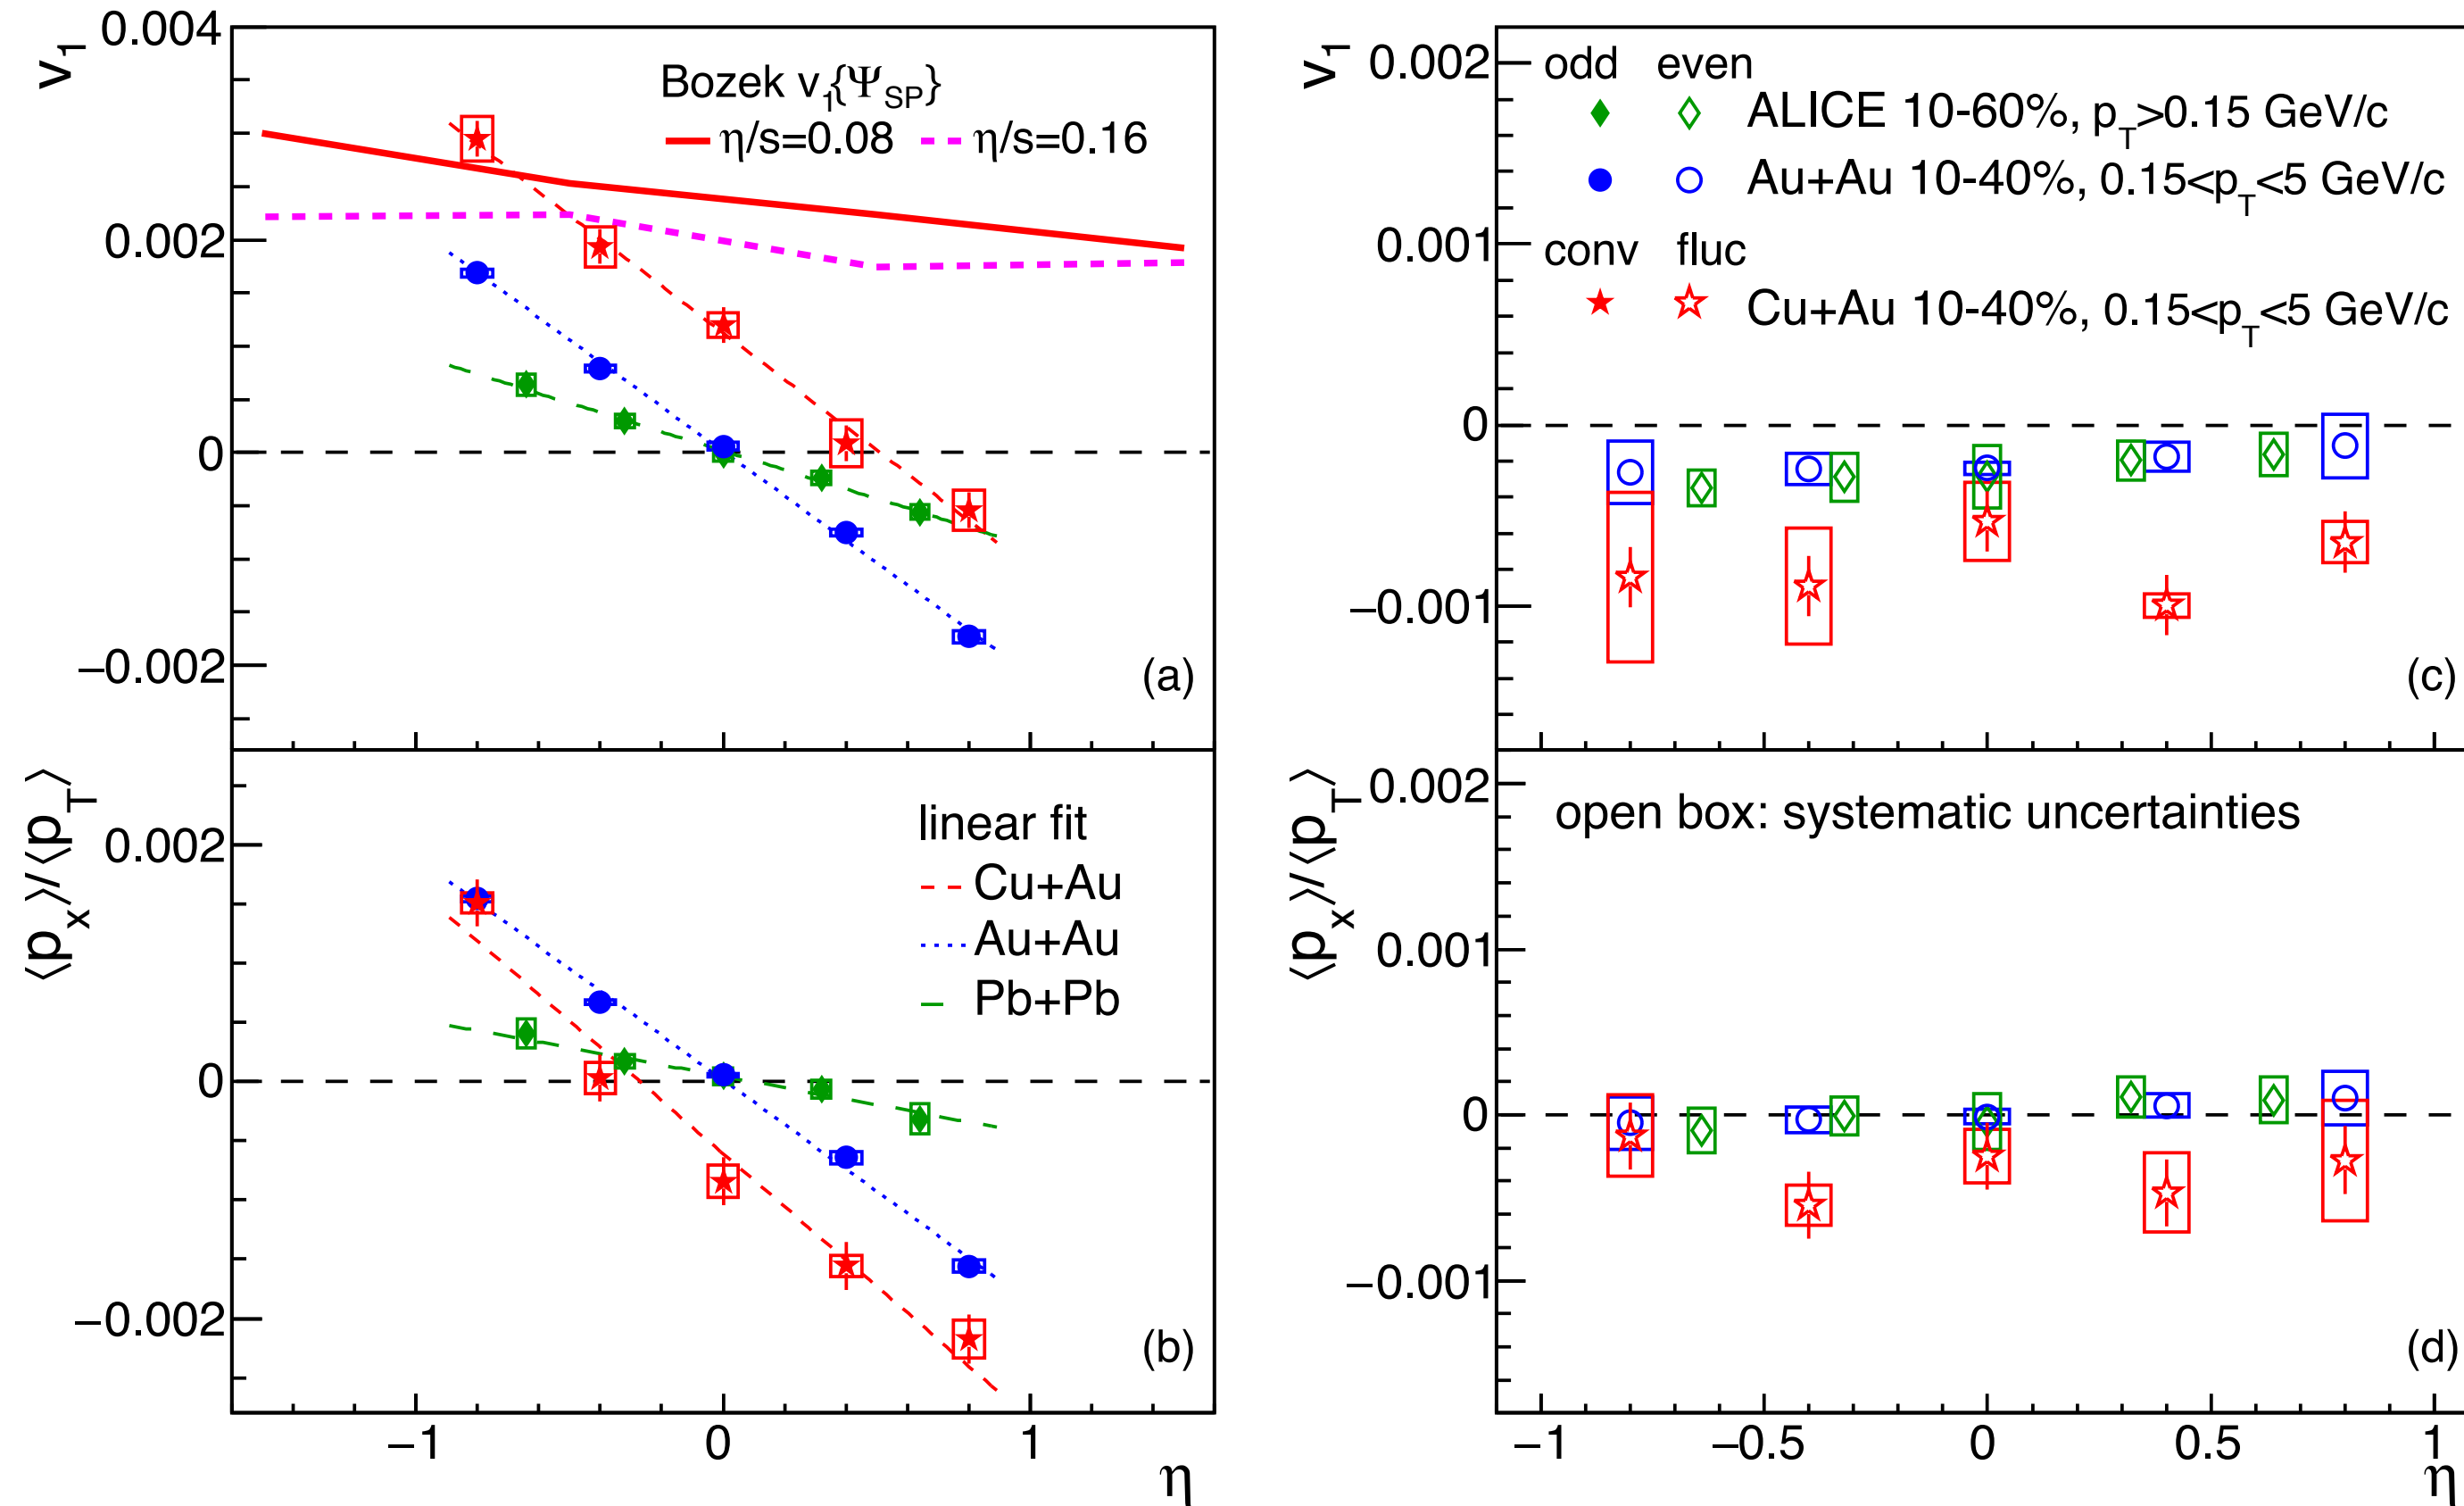 v1
0.004
0.002
0
−0.002
Bozek v1{ΨSP}
η/s=0.08 η/s=0.16
(a)
⟨px⟩/⟨pT⟩
0.002
0
−0.002
linear fit
Cu+Au
Au+Au
Pb+Pb
(b)
−1 0 1
η
v1
0.002
0.001
0
−0.001
odd even
ALICE 10-60%, pT>0.15 GeV/c
Au+Au 10-40%, 0.15<pT<5 GeV/c
conv fluc
Cu+Au 10-40%, 0.15<pT<5 GeV/c
(c)
⟨px⟩/⟨pT⟩
0.002
0.001
0
−0.001
open box: systematic uncertainties
(d)
−1 −0.5 0 0.5 1
η